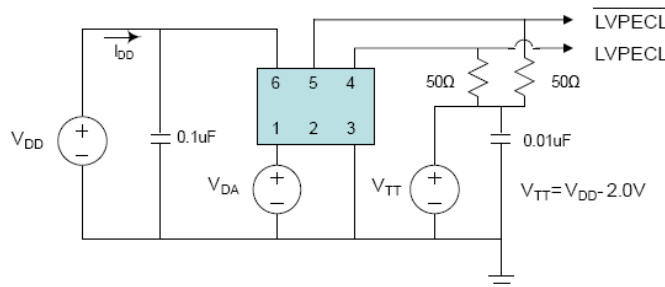 LVPECL
LVPECL
I_DD
50Ω
50Ω
6 5 4
1 2 3
V_DD
0.1uF
V_DA
V_TT
0.01uF
V_TT = V_DD - 2.0V